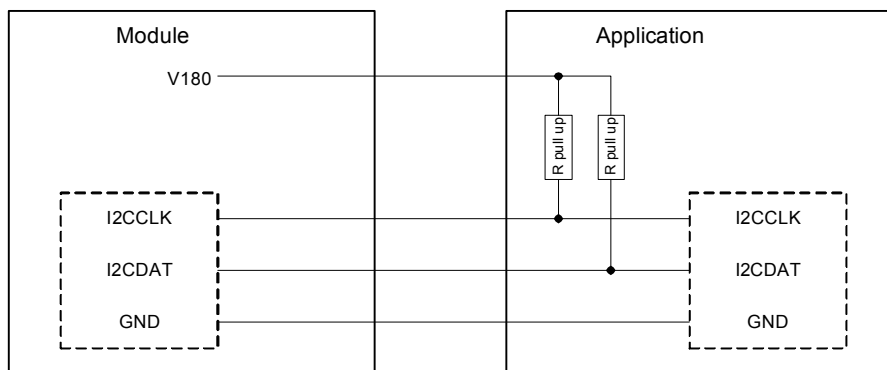 Module
Application
V180
R pull up
R pull up
I2CCLK
I2CCLK
I2CDAT
I2CDAT
GND
GND